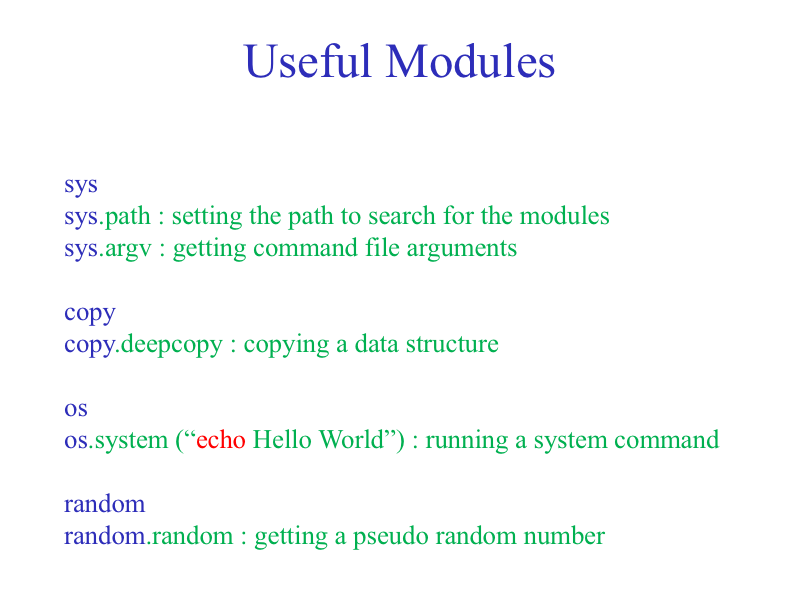 Useful Modules
sys
sys.path : setting the path to search for the modules
sys.argv : getting command file arguments
copy
copy.deepcopy : copying a data structure
os
os.system (“echo Hello World”) : running a system command
random
random.random : getting a pseudo random number